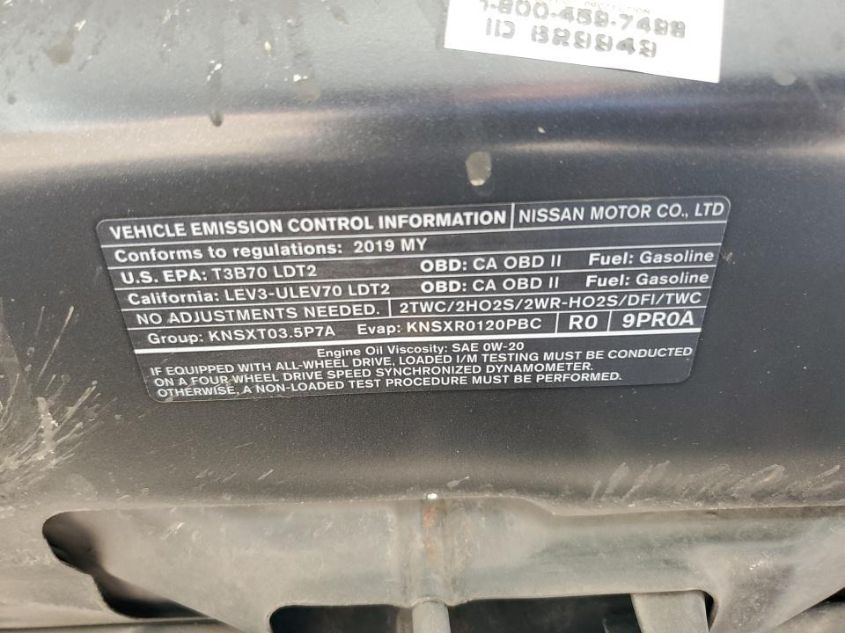 1-800-459-7498
ID 6R9949
VEHICLE EMISSION CONTROL INFORMATION NISSAN MOTOR CO., LTD
Conforms to regulations: 2019 MY
U.S. EPA: T3B70 LDT2 OBD: CA OBD II Fuel: Gasoline
California: LEV3-ULEV70 LDT2 OBD: CA OBD II Fuel: Gasoline
NO ADJUSTMENTS NEEDED. 2TWC/2HO2S/2WR-HO2S/DFI/TWC
Group: KNSXT03.5P7A Evap: KNSXR0120PBC R0 9PR0A
Engine Oil Viscosity: SAE 0W-20
IF EQUIPPED WITH ALL-WHEEL DRIVE, LOADED I/M TESTING MUST BE CONDUCTED
ON A FOUR WHEEL DRIVE SPEED SYNCHRONIZED DYNAMOMETER.
OTHERWISE, A NON-LOADED TEST PROCEDURE MUST BE PERFORMED.